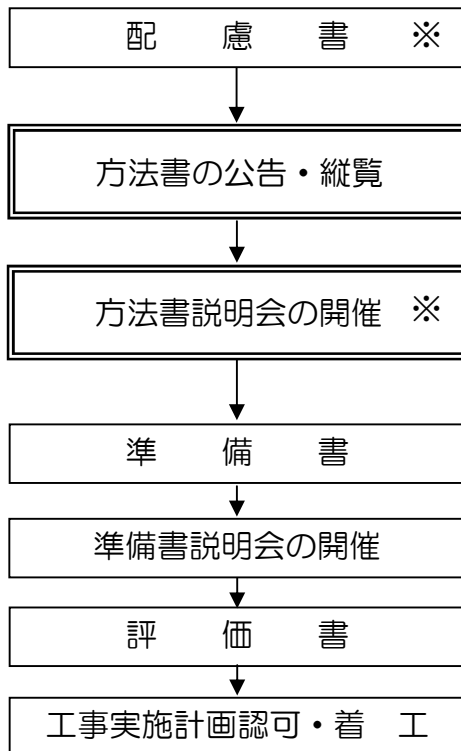 配 慮 書 ※
方法書の公告・縦覧
方法書説明会の開催 ※
準 備 書
準備書説明会の開催
評 価 書
工事実施計画認可・着 工